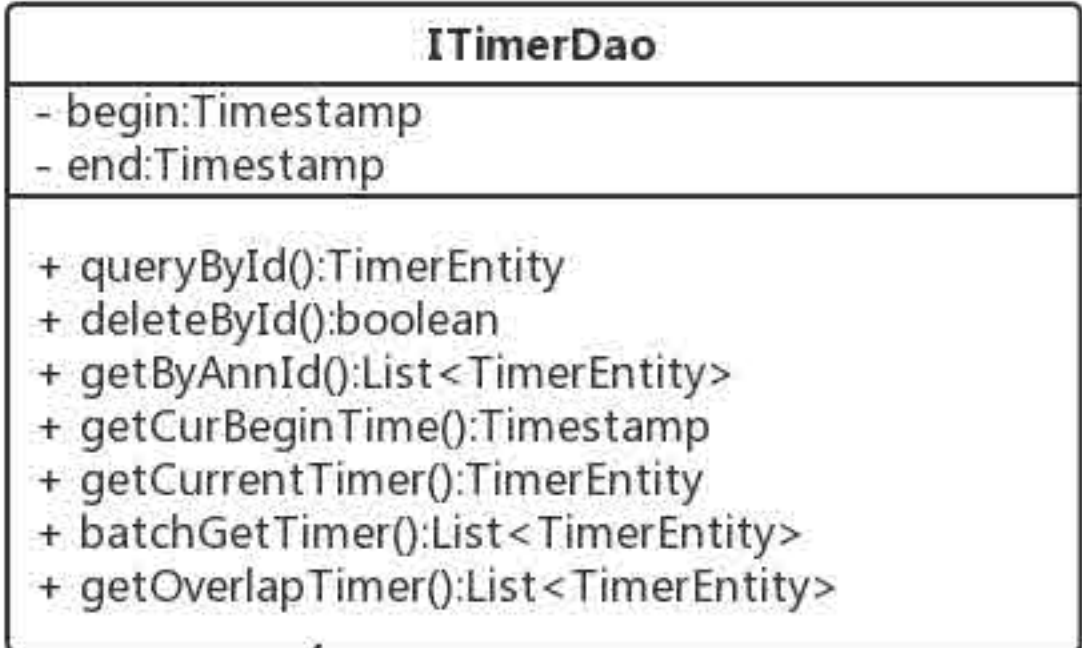 ITimerDao
- begin:Timestamp
- end:Timestamp
+ queryById():TimerEntity
+ deleteById():boolean
+ getByAnnId():List<TimerEntity>
+ getCurBeginTime():Timestamp
+ getCurrentTimer():TimerEntity
+ batchGetTimer():List<TimerEntity>
+ getOverlapTimer():List<TimerEntity>